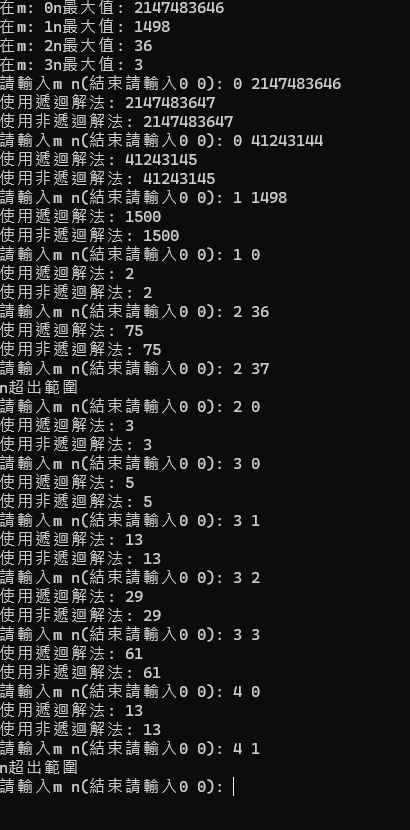 在m: 0n最大值: 2147483646
在m: 1n最大值: 1498
在m: 2n最大值: 36
在m: 3n最大值: 3
請輸入m n(結束請輸入0 0): 0 2147483646
使用遞迴解法: 2147483647
使用非遞迴解法: 2147483647
請輸入m n(結束請輸入0 0): 0 41243144
使用遞迴解法: 41243145
使用非遞迴解法: 41243145
請輸入m n(結束請輸入0 0): 1 1498
使用遞迴解法: 1500
使用非遞迴解法: 1500
請輸入m n(結束請輸入0 0): 1 0
使用遞迴解法: 2
使用非遞迴解法: 2
請輸入m n(結束請輸入0 0): 2 36
使用遞迴解法: 75
使用非遞迴解法: 75
請輸入m n(結束請輸入0 0): 2 37
n超出範圍
請輸入m n(結束請輸入0 0): 2 0
使用遞迴解法: 3
使用非遞迴解法: 3
請輸入m n(結束請輸入0 0): 3 0
使用遞迴解法: 5
使用非遞迴解法: 5
請輸入m n(結束請輸入0 0): 3 1
使用遞迴解法: 13
使用非遞迴解法: 13
請輸入m n(結束請輸入0 0): 3 2
使用遞迴解法: 29
使用非遞迴解法: 29
請輸入m n(結束請輸入0 0): 3 3
使用遞迴解法: 61
使用非遞迴解法: 61
請輸入m n(結束請輸入0 0): 4 0
使用遞迴解法: 13
使用非遞迴解法: 13
請輸入m n(結束請輸入0 0): 4 1
n超出範圍
請輸入m n(結束請輸入0 0):